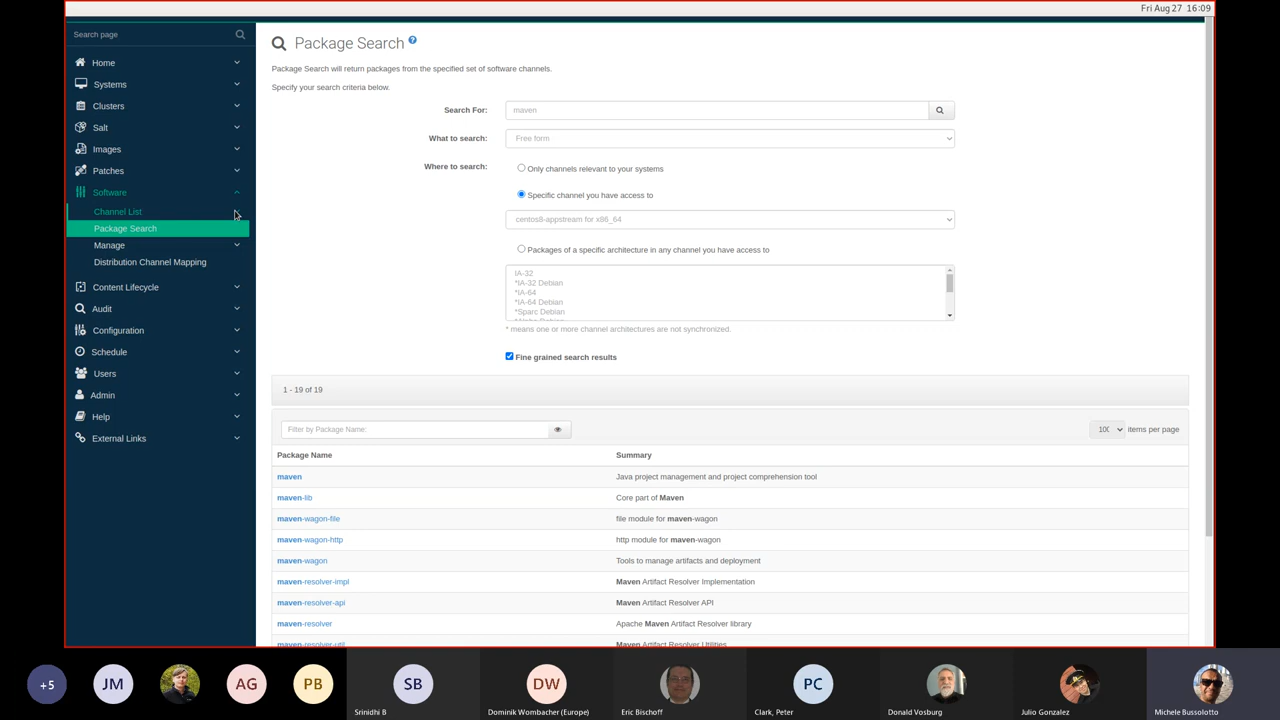 Fri Aug 27 16:09
Search page
Home
Systems
Clusters
Salt
Images
Patches
Software
Channel List
Package Search
Manage
Distribution Channel Mapping
Content Lifecycle
Audit
Configuration
Schedule
Users
Admin
Help
External Links
Package Search
Package Search will return packages from the specified set of software channels.
Specify your search criteria below.
Search For: maven
What to search: Free form
Where to search: Only channels relevant to your systems
Specific channel you have access to
centos8-appstream for x86_64
Packages of a specific architecture in any channel you have access to
IA-32
*IA-32 Debian
*IA-64
*IA-64 Debian
*Sparc Debian
* means one or more channel architectures are not synchronized.
Fine grained search results
1 - 19 of 19
Filter by Package Name: 100 items per page
Package Name Summary
maven Java project management and project comprehension tool
maven-lib Core part of Maven
maven-wagon-file file module for maven-wagon
maven-wagon-http http module for maven-wagon
maven-wagon Tools to manage artifacts and deployment
maven-resolver-impl Maven Artifact Resolver Implementation
maven-resolver-api Maven Artifact Resolver API
maven-resolver Apache Maven Artifact Resolver library
maven-resolver-util Maven Artifact Resolver Utilities
+5 JM AG PB SB DW PC
Srinidhi B Dominik Wombacher (Europe) Eric Bischoff Clark, Peter Donald Vosburg Julio Gonzalez Michele Bussolotto